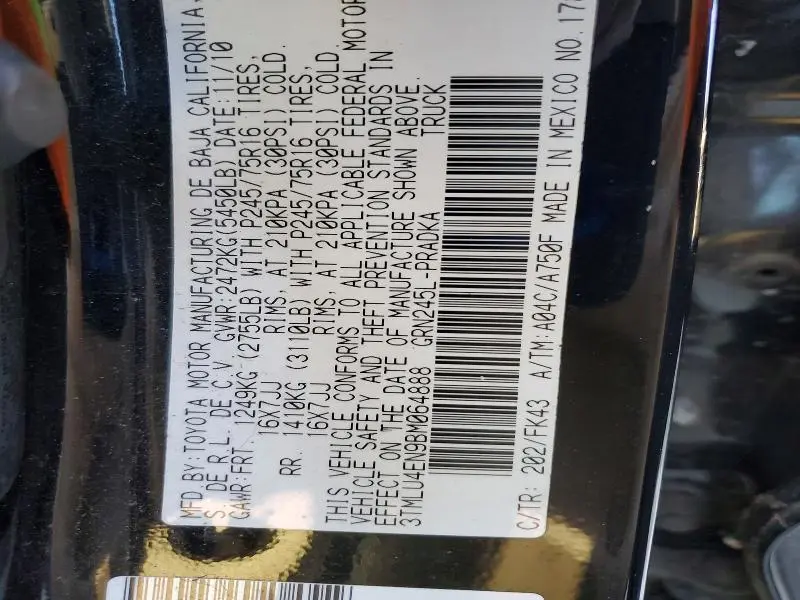 MFD.BY:TOYOTA MOTOR MANUFACTURING DE BAJA CALIFORNIA,
S. DE R.L. DE C.V. GVWR:2472KG(5450LB) DATE:11/10
GAWR:FRT 1249KG (2755LB) WITH P245/75R16 TIRES,
16X7JJ RIMS, AT 210KPA (30PSI) COLD.
RR. 1410KG (3110LB) WITH P245/75R16 TIRES,
16X7JJ RIMS, AT 210KPA (30PSI) COLD.
THIS VEHICLE CONFORMS TO ALL APPLICABLE FEDERAL MOTOR
VEHICLE SAFETY AND THEFT PREVENTION STANDARDS IN
EFFECT ON THE DATE OF MANUFACTURE SHOWN ABOVE.
3TMLU4EN9BM064888 GRN245L-PRADKA TRUCK
C/TR: 202/FK43 A/TM:A04C/A750F MADE IN MEXICO NO.